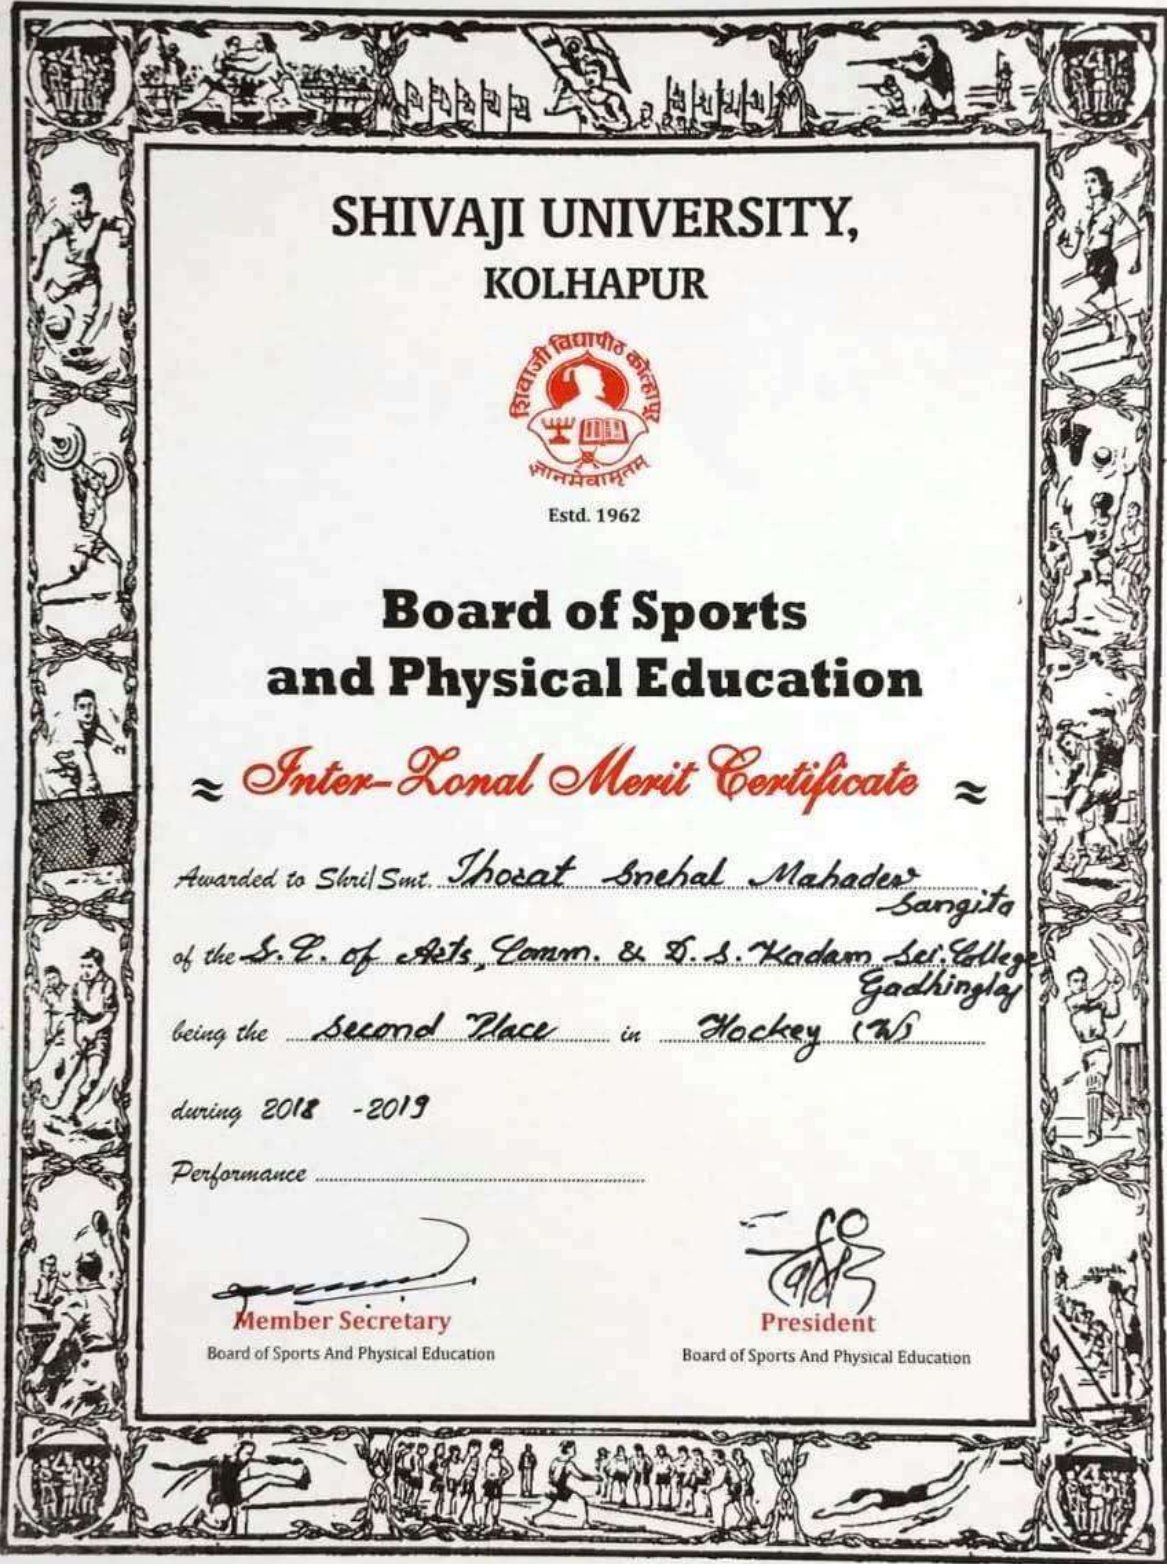 SHIVAJI UNIVERSITY,
KOLHAPUR
शिवाजी विद्यापीठ कोल्हापूर
ज्ञानमेवामृतम्
Estd. 1962
Board of Sports
and Physical Education
≈ Inter-Zonal Merit Certificate ≈
Awarded to Shri/Smt. Thorat Snehal Mahadev
Sangita
of the S.C. of Arts, Comm. & D. S. Kadam Sci. College
Gadhinglaj
being the Second Place in Hockey (W)
during 2018 -2019
Performance
Member Secretary
Board of Sports And Physical Education
President
Board of Sports And Physical Education